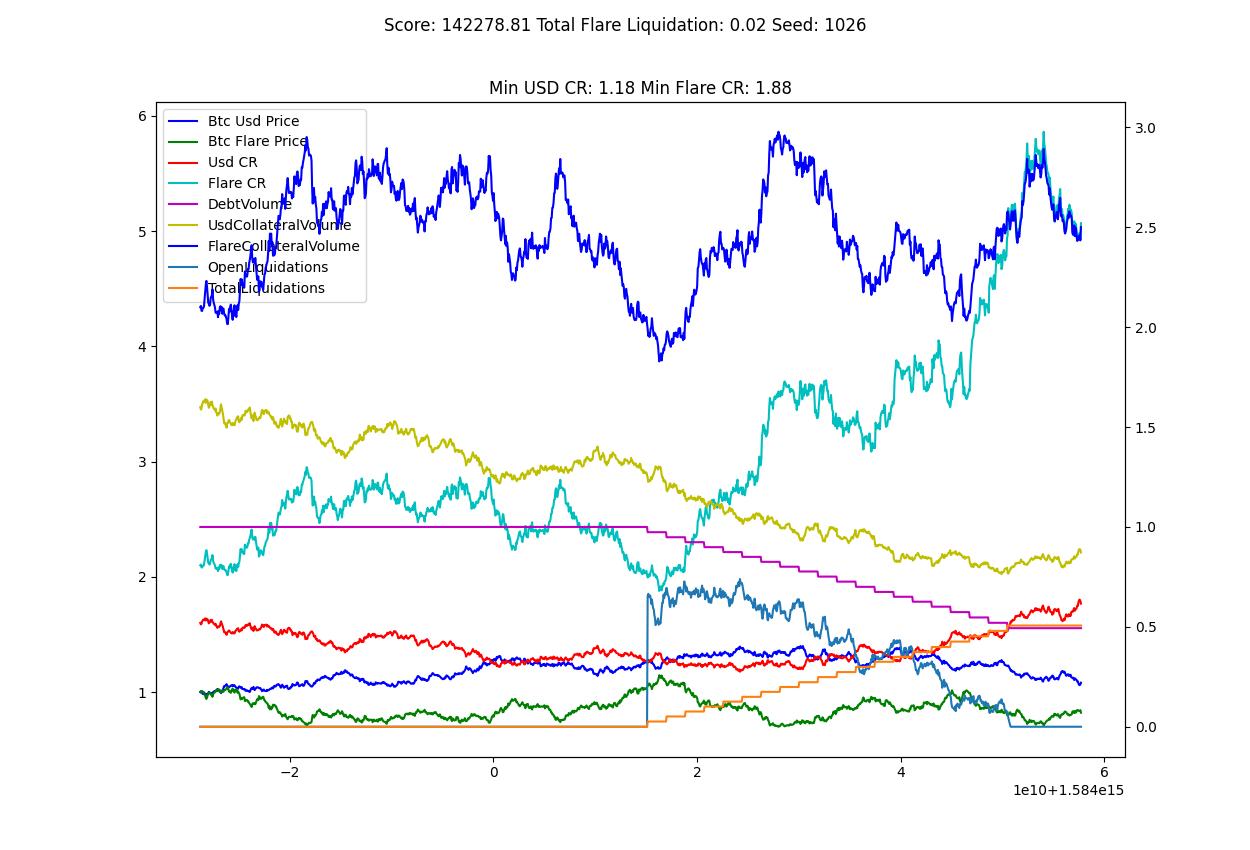 Score: 142278.81 Total Flare Liquidation: 0.02 Seed: 1026
Min USD CR: 1.18 Min Flare CR: 1.88
Btc Usd Price
Btc Flare Price
Usd CR
Flare CR
DebtVolume
UsdCollateralVolume
FlareCollateralVolume
OpenLiquidations
TotalLiquidations
6
5
4
3
2
1
3.0
2.5
2.0
1.5
1.0
0.5
0.0
−2
0
2
4
6
1e10+1.584e15